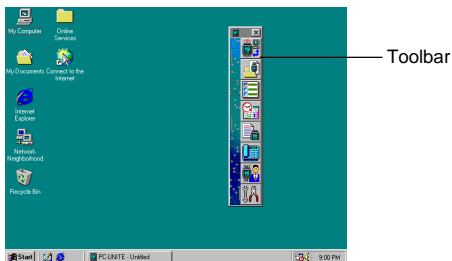 My Computer
Online
Services
Toolbar
My Documents
Connect to the
Internet
Internet
Explorer
Network
Neighborhood
Recycle Bin
Start
PC-UNITE - Untitled
9:00 PM